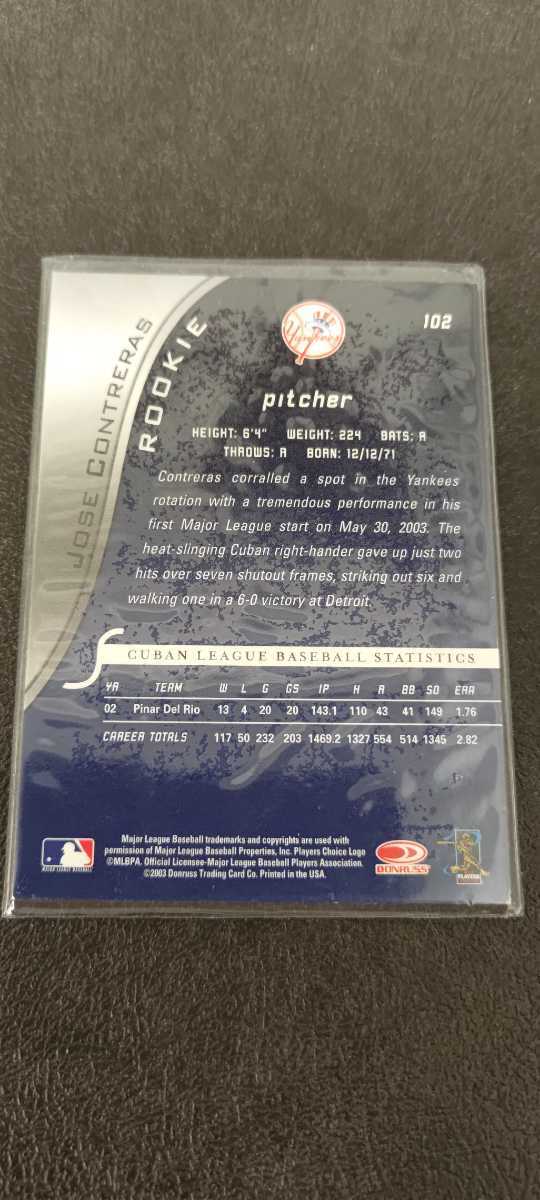 JOSE CONTRERAS
ROOKIE
Yankees
102
pitcher
HEIGHT: 6'4" WEIGHT: 224 BATS: R
THROWS: R BORN: 12/12/71
Contreras corralled a spot in the Yankees
rotation with a tremendous performance in his
first Major League start on May 30, 2003. The
heat-slinging Cuban right-hander gave up just two
hits over seven shutout frames, striking out six and
walking one in a 6-0 victory at Detroit.
CUBAN LEAGUE BASEBALL STATISTICS
YR TEAM W L G GS IP H R BB SO ERA
02 Pinar Del Rio 13 4 20 20 143.1 110 43 41 149 1.76
CAREER TOTALS 117 50 232 203 1469.2 1327 554 514 1345 2.82
Major League Baseball trademarks and copyrights are used with
permission of Major League Baseball Properties, Inc. Players Choice Logo
©MLBPA. Official Licensee-Major League Baseball Players Association.
©2003 Donruss Trading Card Co. Printed in the USA.
MAJOR LEAGUE BASEBALL
DONRUSS
PLAYERS